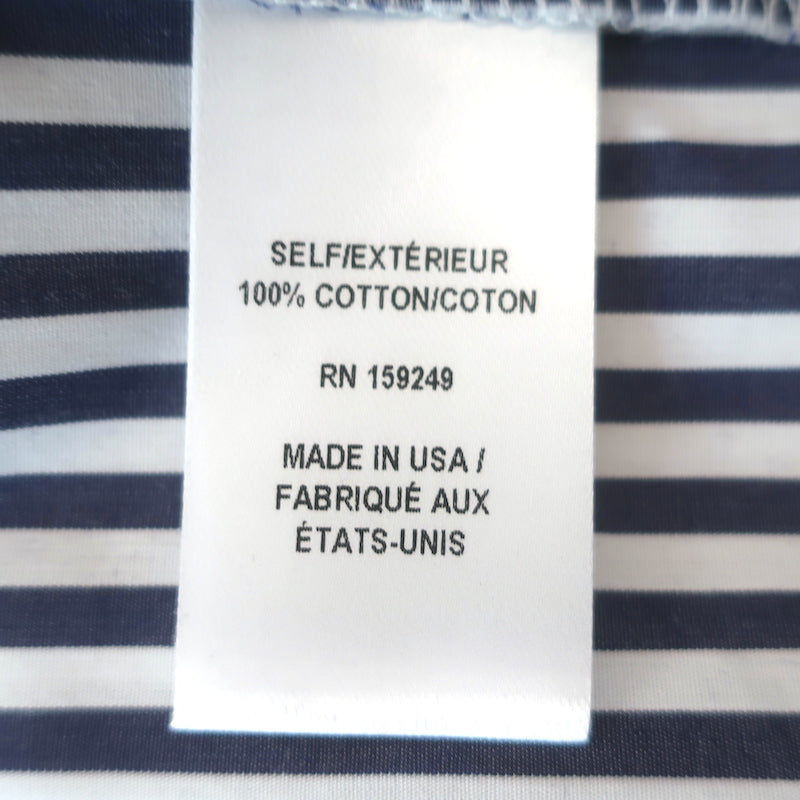 SELF/EXTÉRIEUR
100% COTTON/COTON
RN 159249
MADE IN USA /
FABRIQUÉ AUX
ÉTATS-UNIS